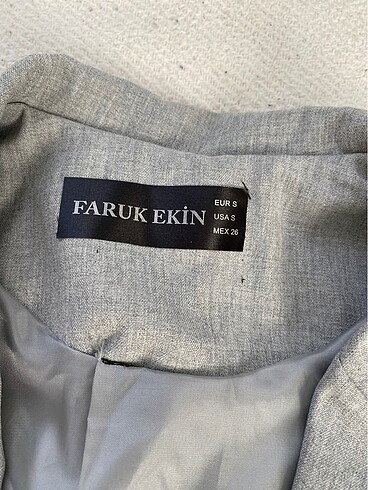 FARUK EKİN
EUR S
USA S
MEX 26